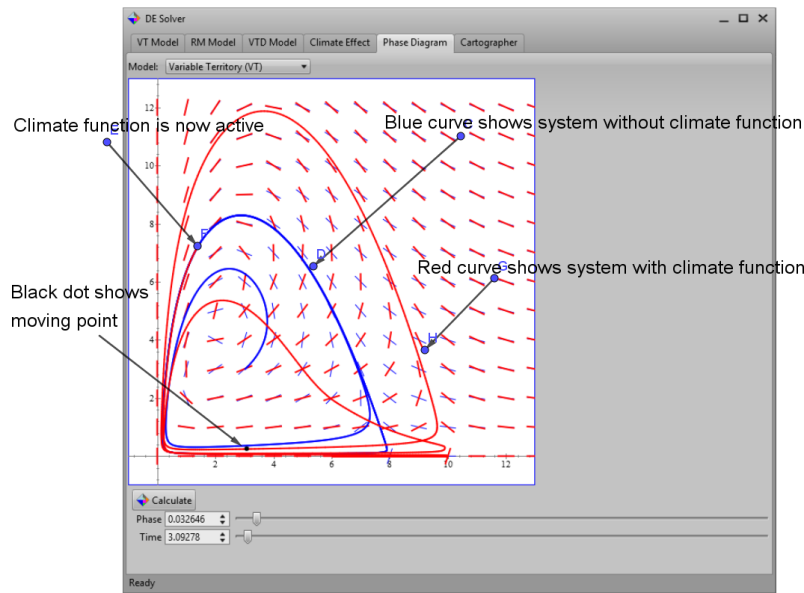 DE Solver
VT Model RM Model VTD Model Climate Effect Phase Diagram Cartographer
Model: Variable Territory (VT)
12
Climate function is now active
Blue curve shows system without climate function
10
8
F
D
Red curve shows system with climate function
G
6
Black dot shows
moving point
4
H
2
2 4 6 8 10 12
Calculate
Phase 0.032646
Time 3.09278
Ready